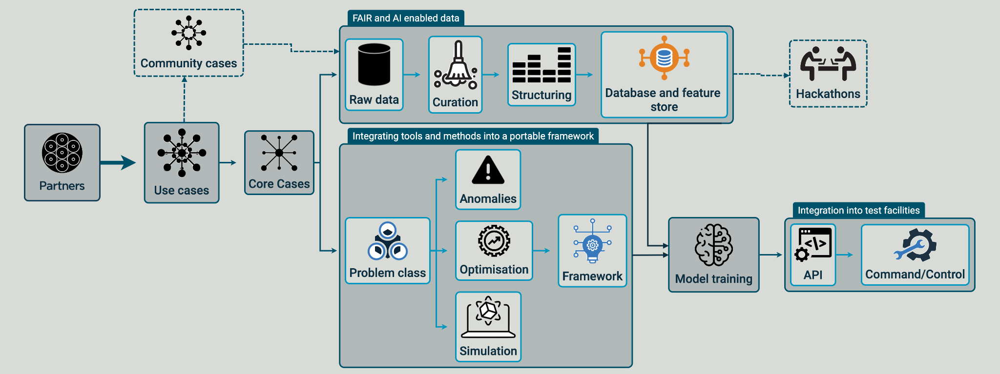 FAIR and AI enabled data
Community cases
Raw data
Curation
Structuring
Database and feature
store
Hackathons
Partners
Use cases
Core Cases
Integrating tools and methods into a portable framework
Anomalies
Problem class
Optimisation
Framework
Simulation
Model training
Integration into test facilities
API
Command/Control